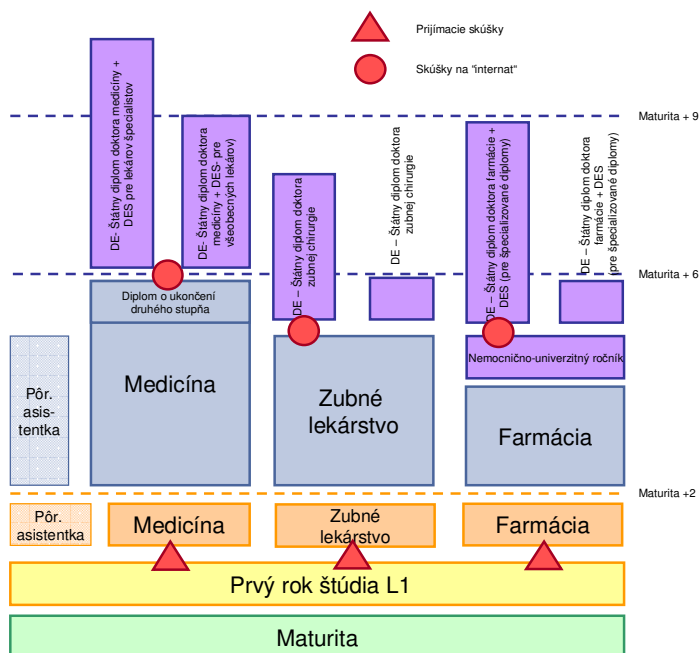 Prijímacie skúšky
Skúšky na "internat"
Maturita + 9
DE- Štátny diplom doktora medicíny +
DES pre lekárov špecialistov
DE- Štátny diplom doktora
medicíny + DES- pre
všeobecných lekárov
DE – Štátny diplom doktora
zubnej chirurgie
DE – Štátny diplom doktora
zubnej chirurgie
DE – Štátny diplom doktora farmácie +
DES (pre špecializované diplomy)
DE – Štátny diplom doktora
farmácie + DES
(pre špecializované diplomy)
Maturita + 6
Diplom o ukončení
druhého stupňa
Nemocnično-univerzitný ročník
Pôr.
asis-
tentka
Medicína
Zubné
lekárstvo
Farmácia
Maturita +2
Pôr.
asistentka
Medicína
Zubné
lekárstvo
Farmácia
Prvý rok štúdia L1
Maturita